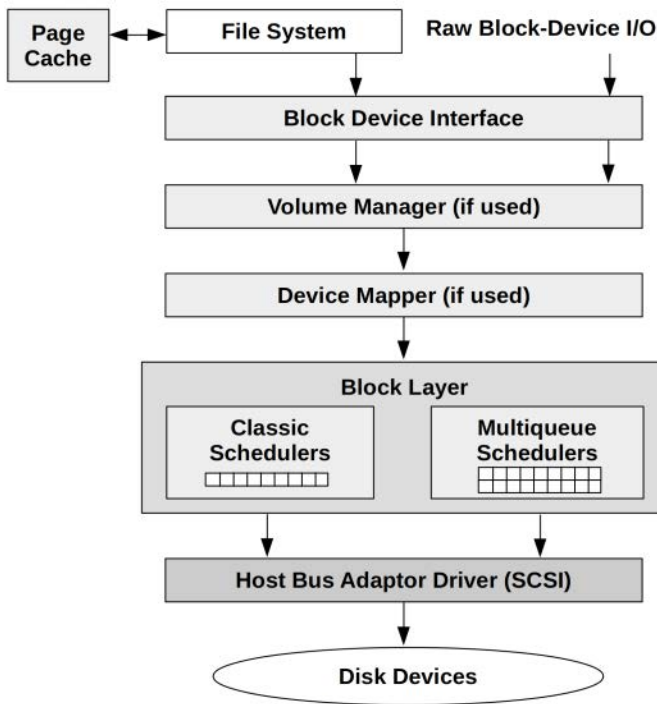 Page
Cache
File System
Raw Block-Device I/O
Block Device Interface
Volume Manager (if used)
Device Mapper (if used)
Block Layer
Classic
Schedulers
Multiqueue
Schedulers
Host Bus Adaptor Driver (SCSI)
Disk Devices